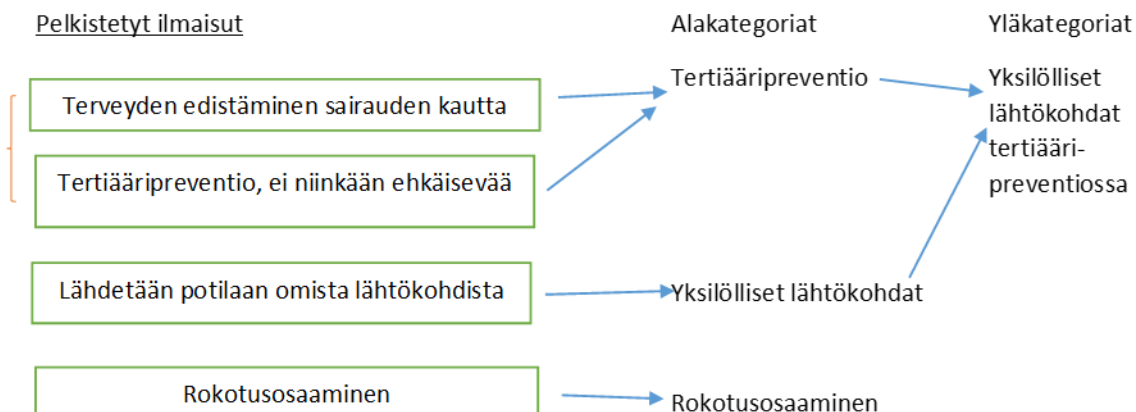 Pelkistetyt ilmaisut
Alakategoriat
Yläkategoriat
Terveyden edistäminen sairauden kautta
Tertiääripreventio, ei niinkään ehkäisevää
Lähdetään potilaan omista lähtökohdista
Rokotusosaaminen
Tertiääripreventio
Yksilölliset lähtökohdat
Rokotusosaaminen
Yksilölliset
lähtökohdat
tertiääri-
preventiossa